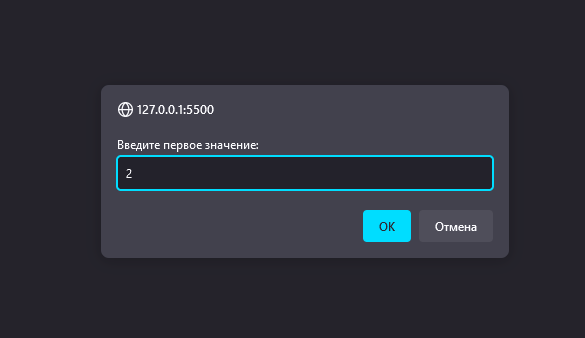 127.0.0.1:5500
Введите первое значение:
2
OK Отмена